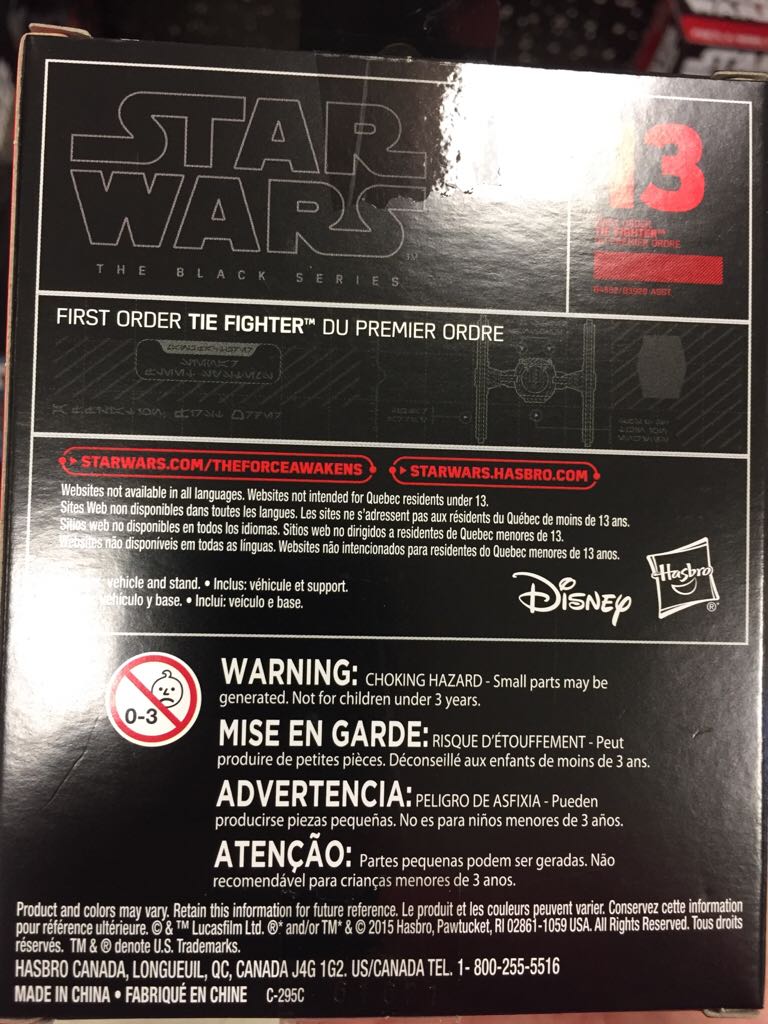 STAR
WARS
THE BLACK SERIES
13
TIE FIGHTER™
PREMIER ORDRE
FIRST ORDER TIE FIGHTER™ DU PREMIER ORDRE
STARWARS.COM/THEFORCEAWAKENS
STARWARS.HASBRO.COM
Websites not available in all languages. Websites not intended for Quebec residents under 13.
Sites Web non disponibles dans toutes les langues. Les sites ne s'adressent pas aux résidents du Québec de moins de 13 ans.
Sitios web no disponibles en todos los idiomas. Sitios web no dirigidos a residentes de Quebec menores de 13.
Websites não disponíveis em todas as línguas. Websites não intencionados para residentes do Quebec menores de 13 anos.
vehicle and stand. • Inclus: véhicule et support.
vehículo y base. • Inclui: veículo e base.
DISNEY
Hasbro
®
0-3
WARNING: CHOKING HAZARD - Small parts may be
generated. Not for children under 3 years.
MISE EN GARDE: RISQUE D'ÉTOUFFEMENT - Peut
produire de petites pièces. Déconseillé aux enfants de moins de 3 ans.
ADVERTENCIA: PELIGRO DE ASFIXIA - Pueden
producirse piezas pequeñas. No es para niños menores de 3 años.
ATENÇÃO: Partes pequenas podem ser geradas. Não
recomendável para crianças menores de 3 anos.
Product and colors may vary. Retain this information for future reference. Le produit et les couleurs peuvent varier. Conservez cette information
pour référence ultérieure. © & ™ Lucasfilm Ltd. ®* and/or TM* & © 2015 Hasbro, Pawtucket, RI 02861-1059 USA. All Rights Reserved. Tous droits
réservés. TM & ® denote U.S. Trademarks.
HASBRO CANADA, LONGUEUIL, QC, CANADA J4G 1G2. US/CANADA TEL. 1- 800-255-5516
MADE IN CHINA • FABRIQUÉ EN CHINE C-295C